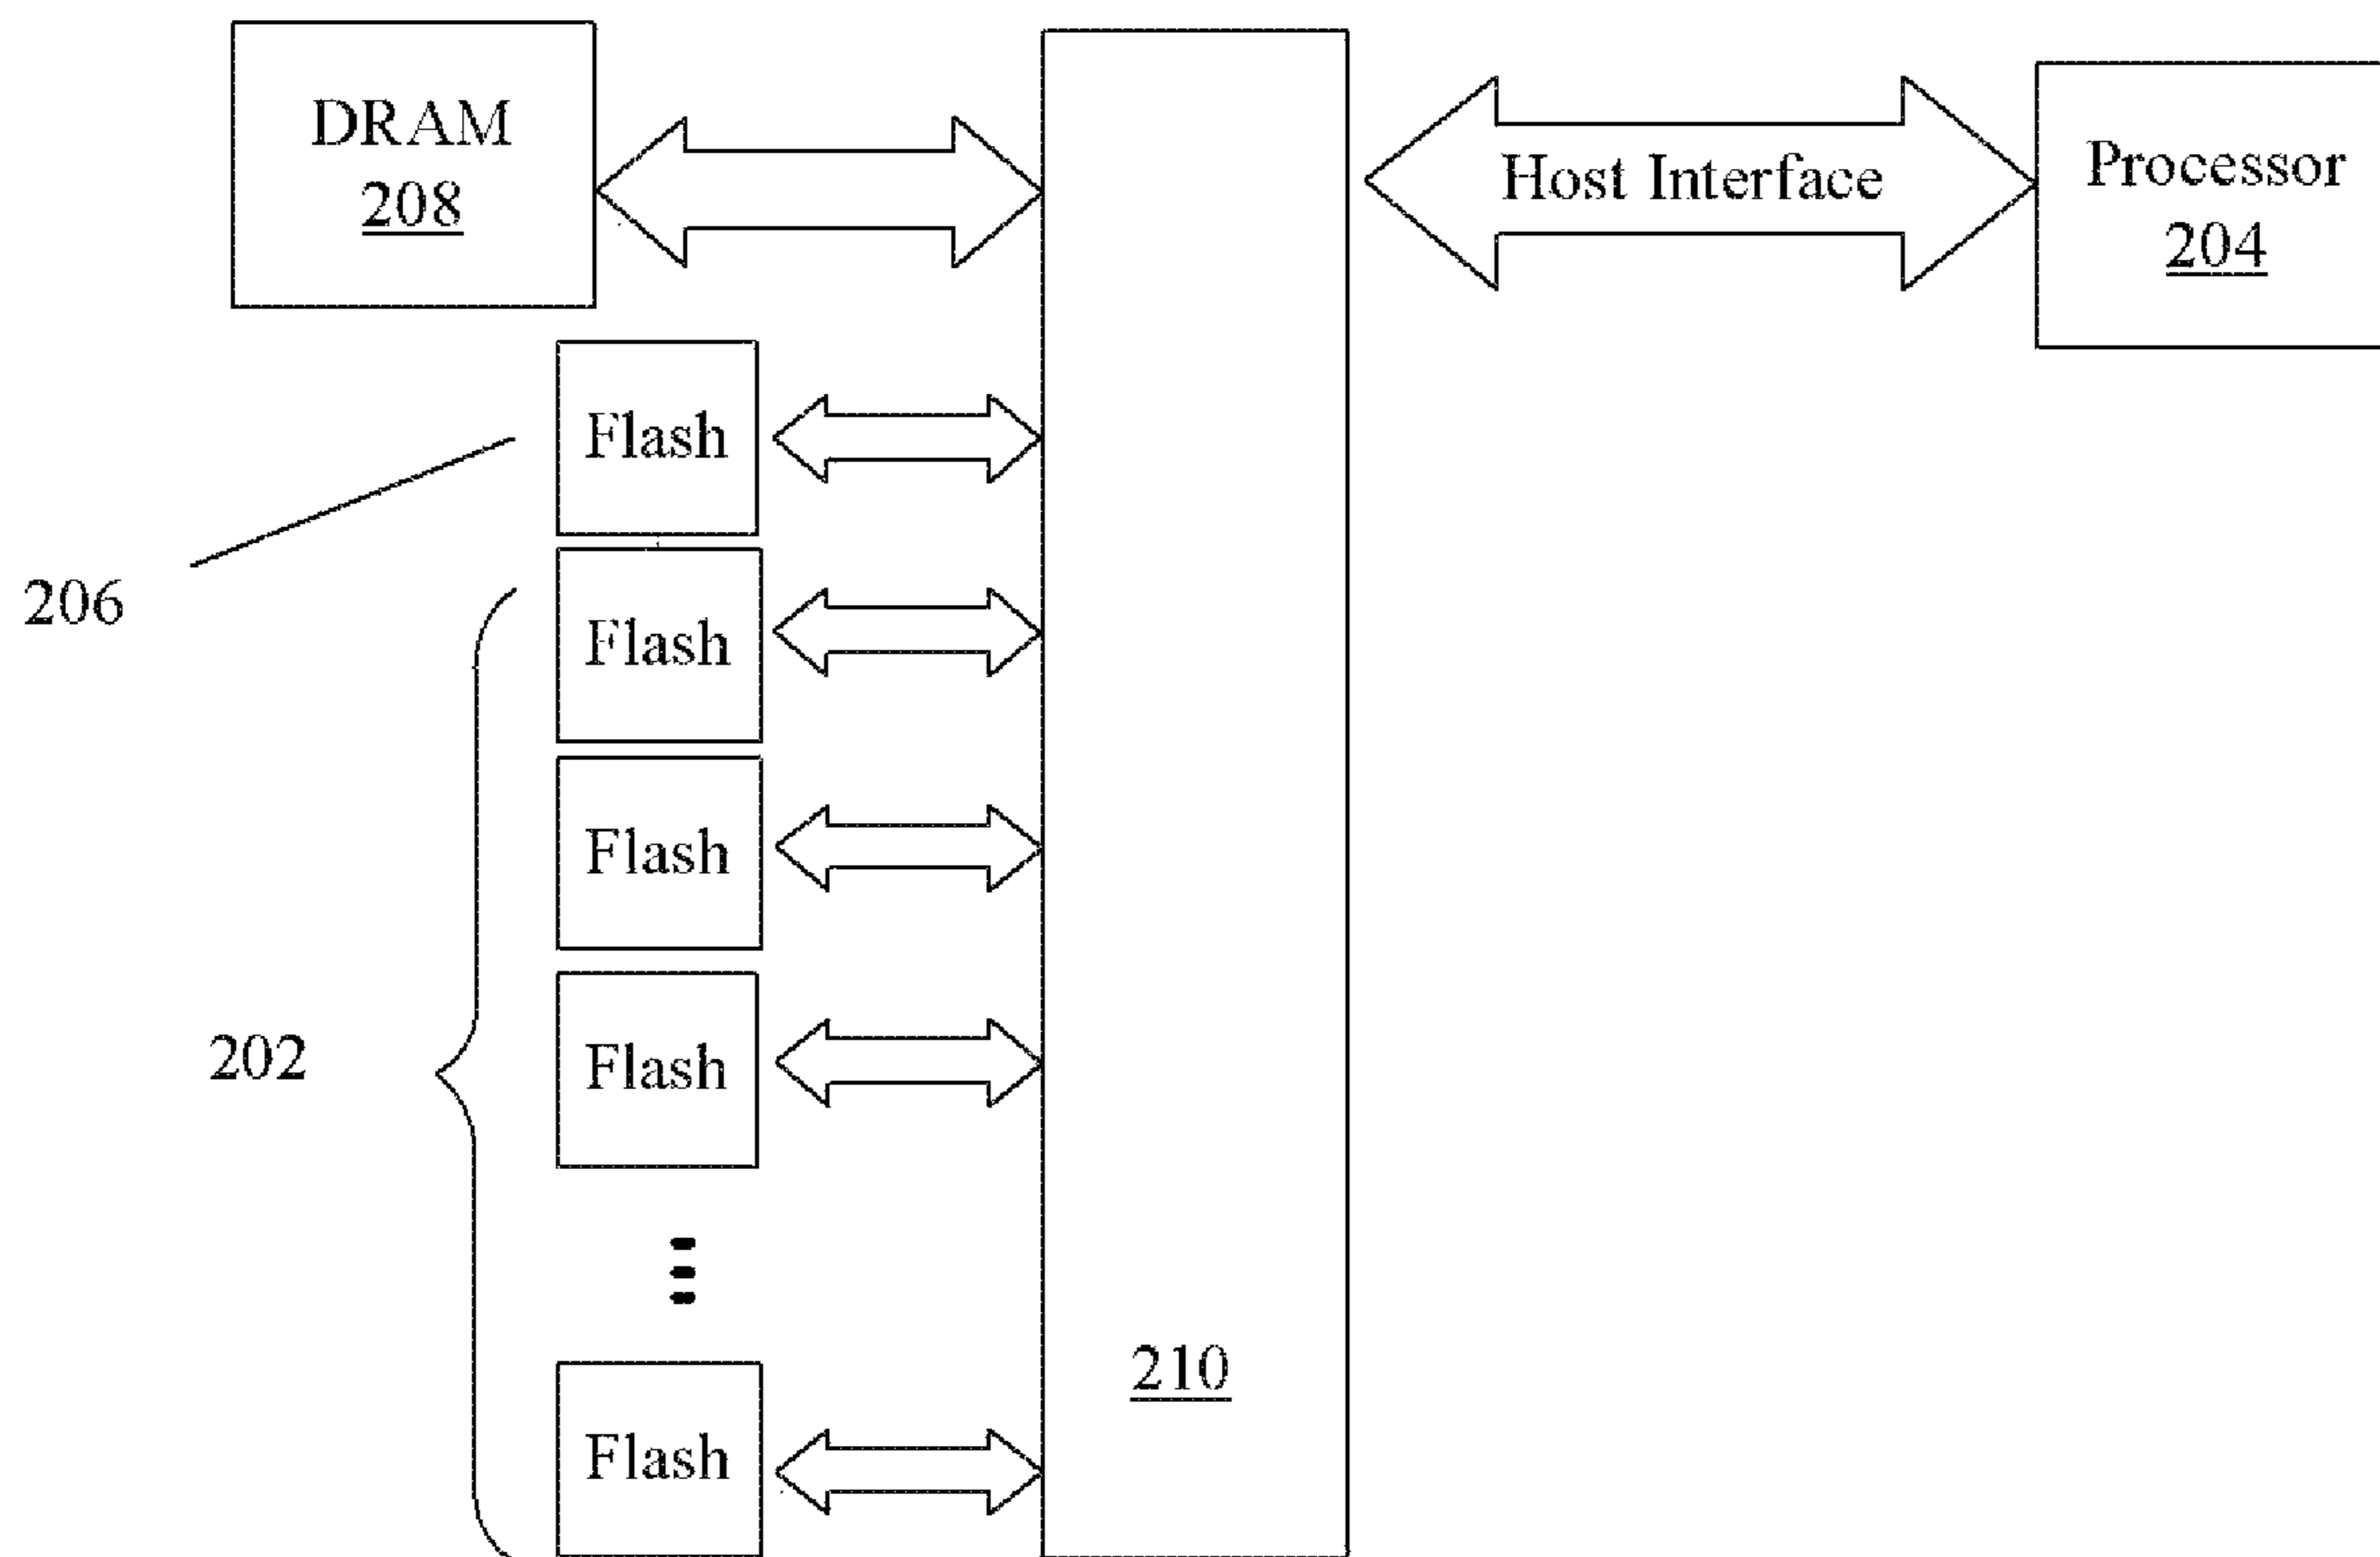 DRAM
208
Host Interface
Processor
204
Flash
206
Flash
Flash
202
Flash
210
Flash